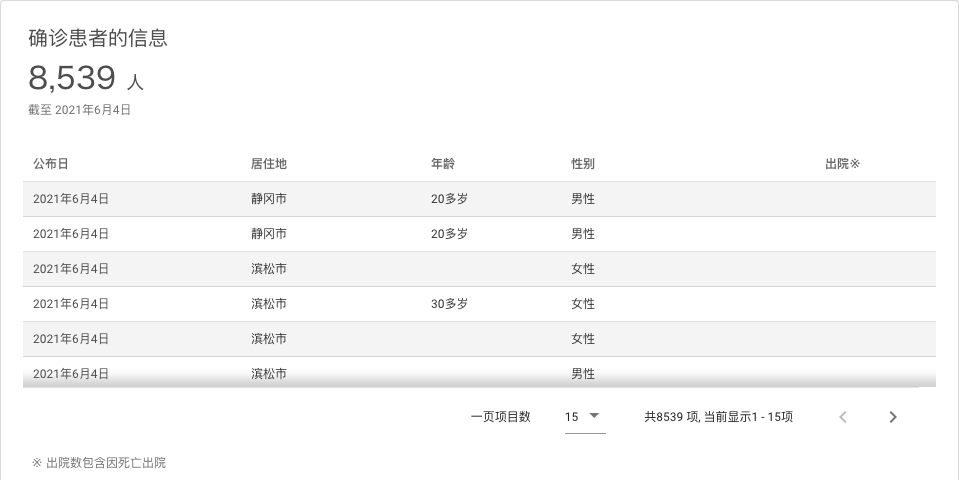 确诊患者的信息
8,539 人
截至 2021年6月4日
公布日 居住地 年龄 性别 出院※
2021年6月4日 静冈市 20多岁 男性
2021年6月4日 静冈市 20多岁 男性
2021年6月4日 滨松市 女性
2021年6月4日 滨松市 30多岁 女性
2021年6月4日 滨松市 女性
2021年6月4日 滨松市 男性
一页项目数 15 共8539 项, 当前显示1 - 15项
※ 出院数包含因死亡出院